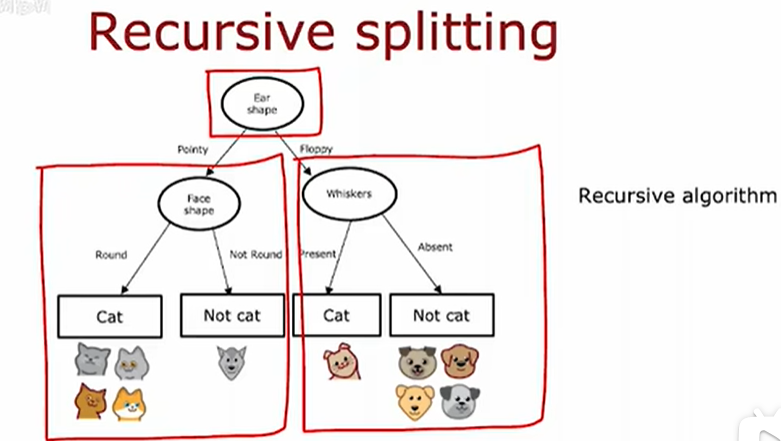 Recursive splitting
Ear
shape
Pointy
Floppy
Face
shape
Whiskers
Recursive algorithm
Round
Not Round
Present
Absent
Cat
Not cat
Cat
Not cat